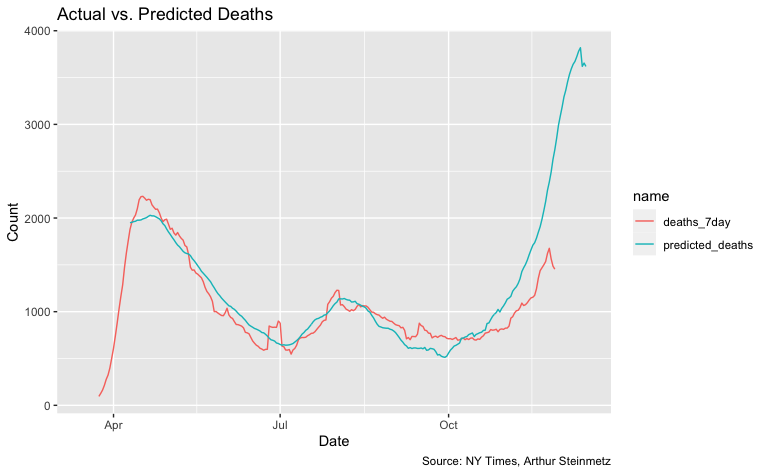 Actual vs. Predicted Deaths
4000
3000
2000
1000
0
Count
Apr
Jul
Oct
Date
name
deaths_7day
predicted_deaths
Source: NY Times, Arthur Steinmetz